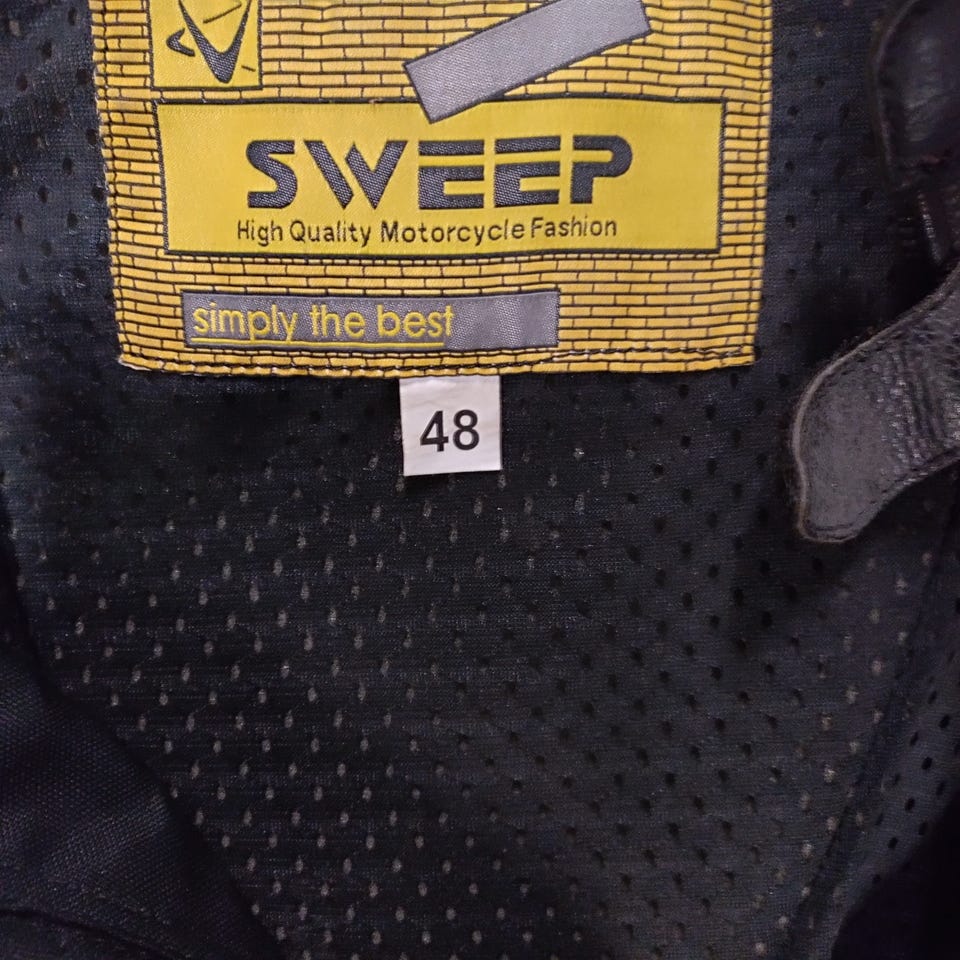 SWEEP
High Quality Motorcycle Fashion
simply the best
48